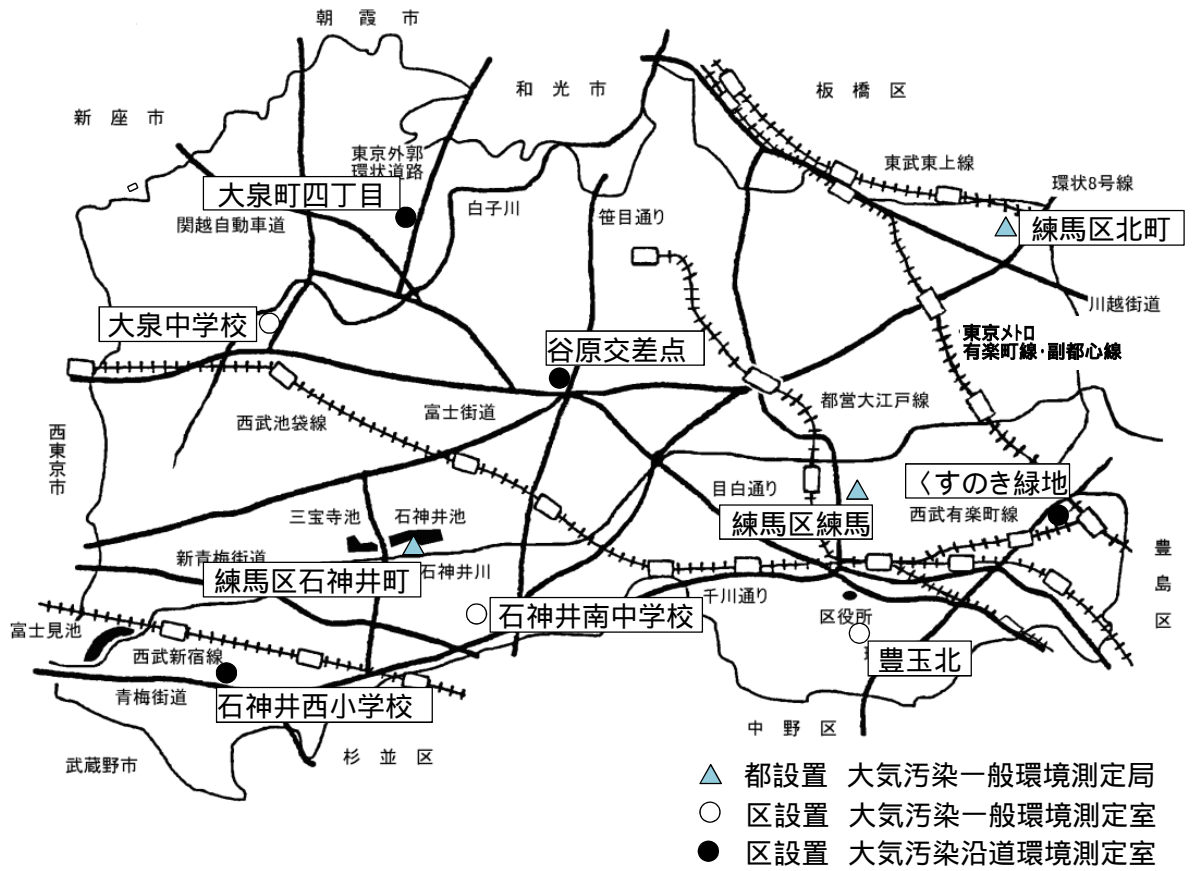 朝霞市
和光市
板橋区
新座市
東京外郭
環状道路
東武東上線
環状8号線
大泉町四丁目
白子川
笹目通り
関越自動車道
練馬区北町
川越街道
大泉中学校
東京メトロ
有楽町線・副都心線
谷原交差点
都営大江戸線
富士街道
西武池袋線
西東京市
くすのき緑地
目白通り
三宝寺池
石神井池
練馬区練馬
西武有楽町線
豊島区
新青梅街道
石神井川
練馬区石神井町
千川通り
石神井南中学校
区役所
富士見池
西武新宿線
豊玉北
青梅街道
石神井西小学校
中野区
武蔵野市
杉並区
都設置 大気汚染一般環境測定局
区設置 大気汚染一般環境測定室
区設置 大気汚染沿道環境測定室